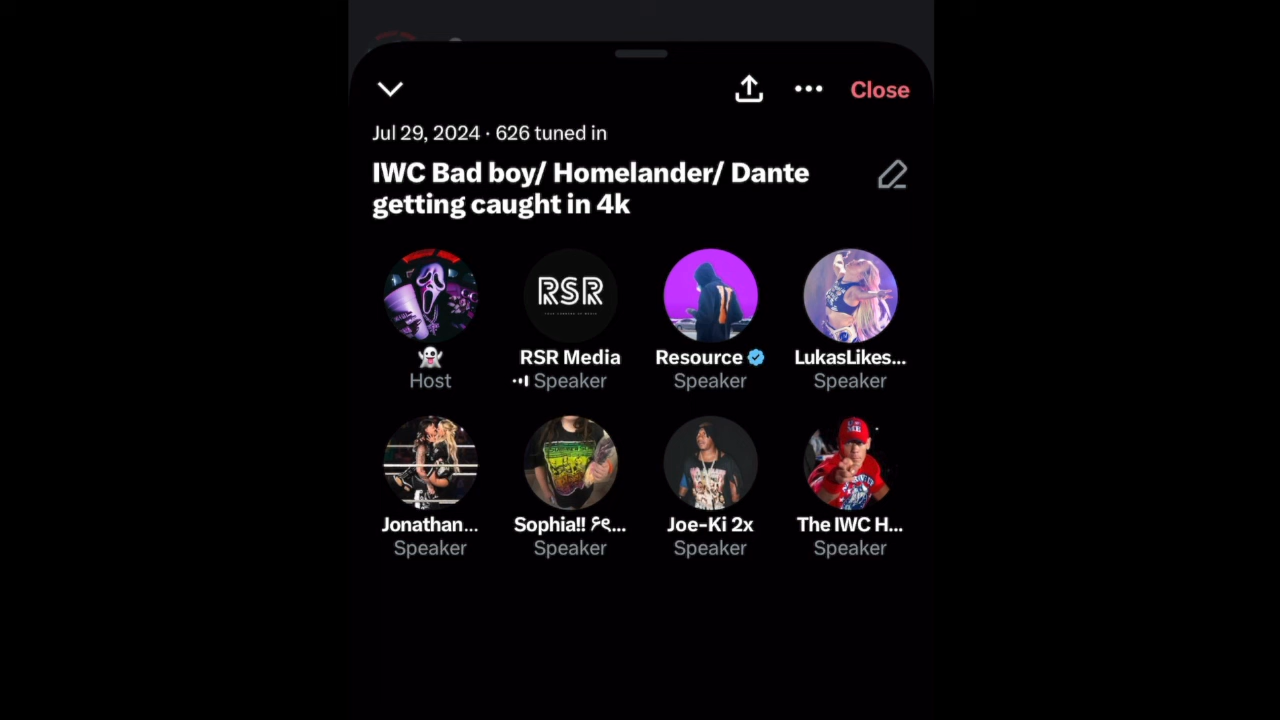 Close
Jul 29, 2024 · 626 tuned in
IWC Bad boy/ Homelander/ Dante
getting caught in 4k
RSR
👻 RSR Media Resource LukasLikes...
Host Speaker Speaker Speaker
Jonathan... Sophia!! ۶ৎ... Joe-Ki 2x The IWC H...
Speaker Speaker Speaker Speaker